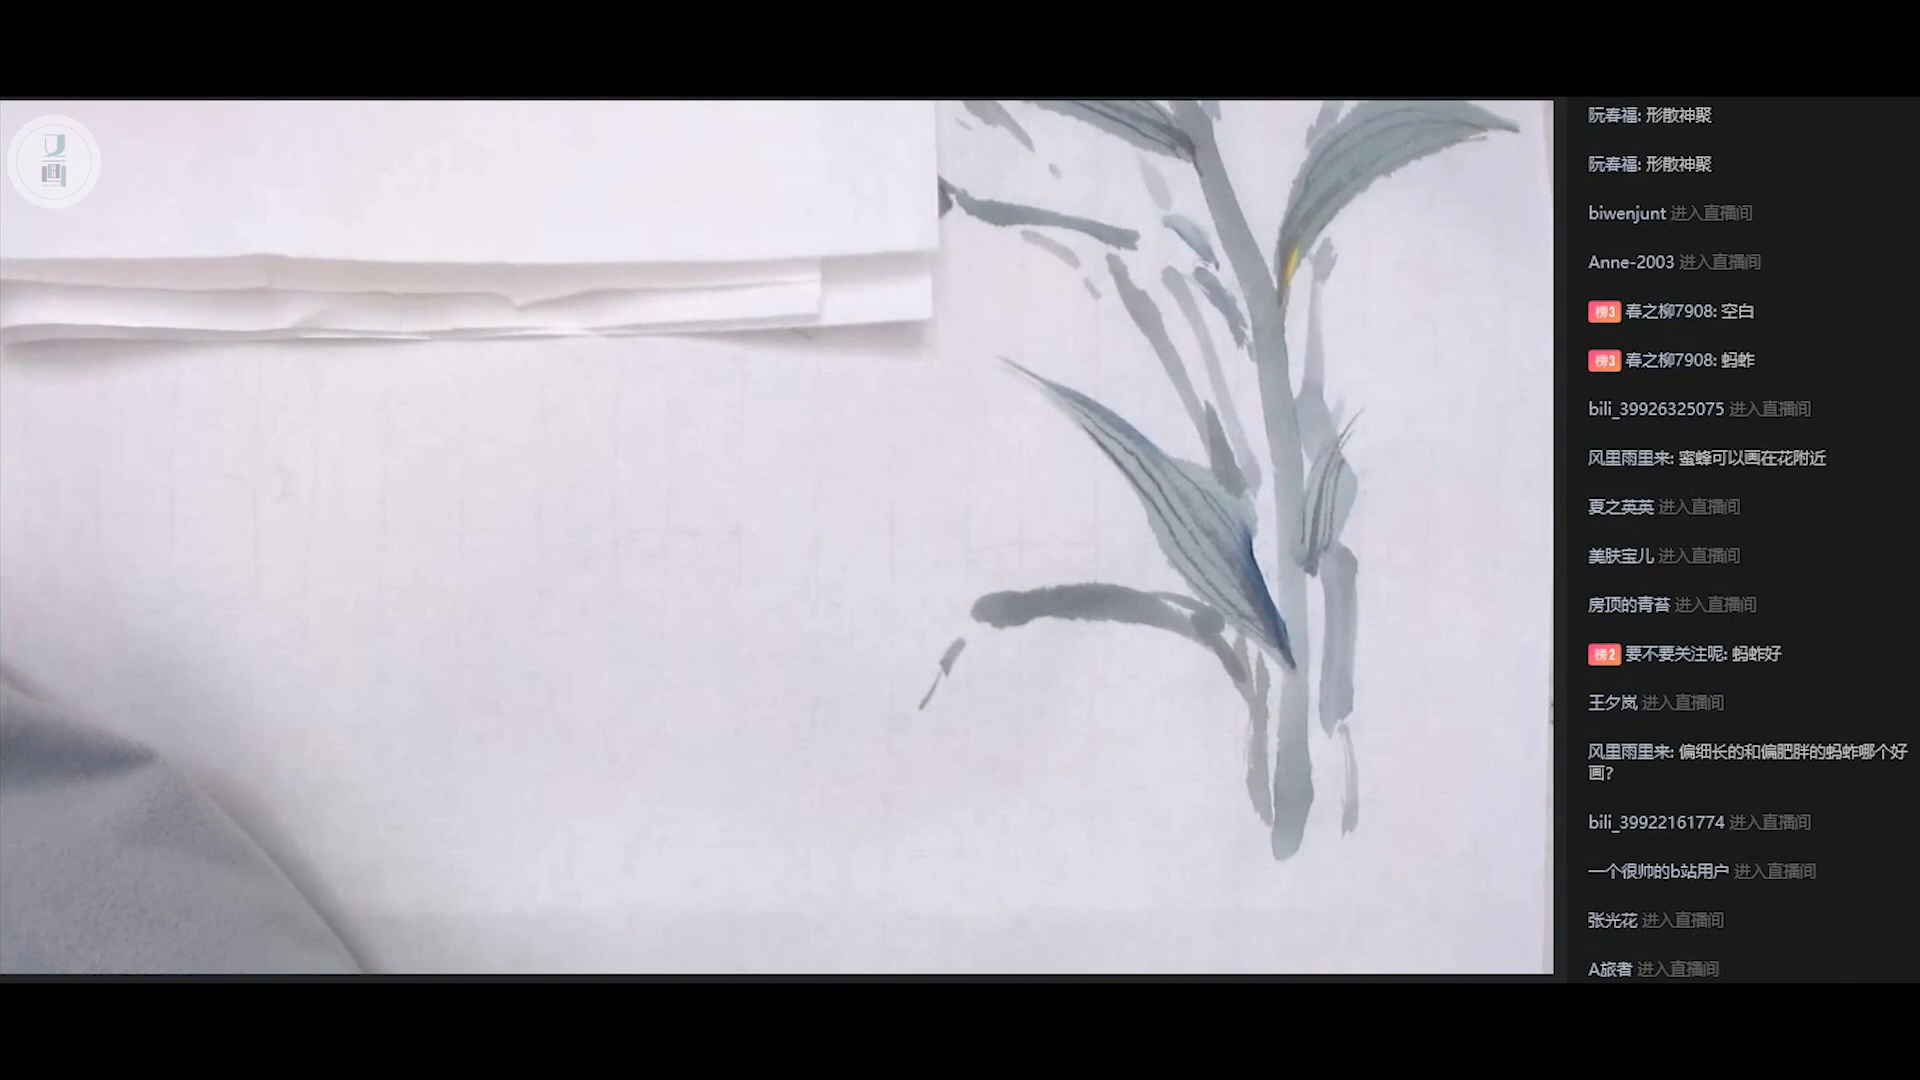 阮春福: 形散神聚
阮春福: 形散神聚
biwenjunt 进入直播间
Anne-2003 进入直播间
榜3 春之柳7908: 空白
榜3 春之柳7908: 蚂蚱
bili_39926325075 进入直播间
风里雨里来: 蜜蜂可以画在花附近
夏之英英 进入直播间
美肤宝儿 进入直播间
房顶的青苔 进入直播间
榜2 要不要关注呢: 蚂蚱好
王夕岚 进入直播间
风里雨里来: 偏细长的和偏肥胖的蚂蚱哪个好
画?
bili_39922161774 进入直播间
一个很帅的b站用户 进入直播间
张光花 进入直播间
A旅者 进入直播间